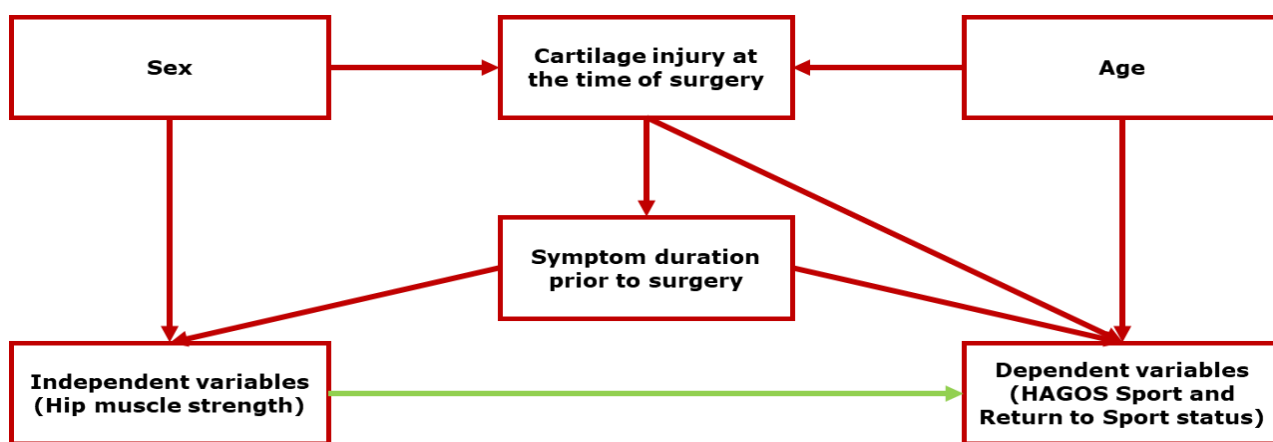 Sex
Cartilage injury at
the time of surgery
Age
Symptom duration
prior to surgery
Independent variables
(Hip muscle strength)
Dependent variables
(HAGOS Sport and
Return to Sport status)